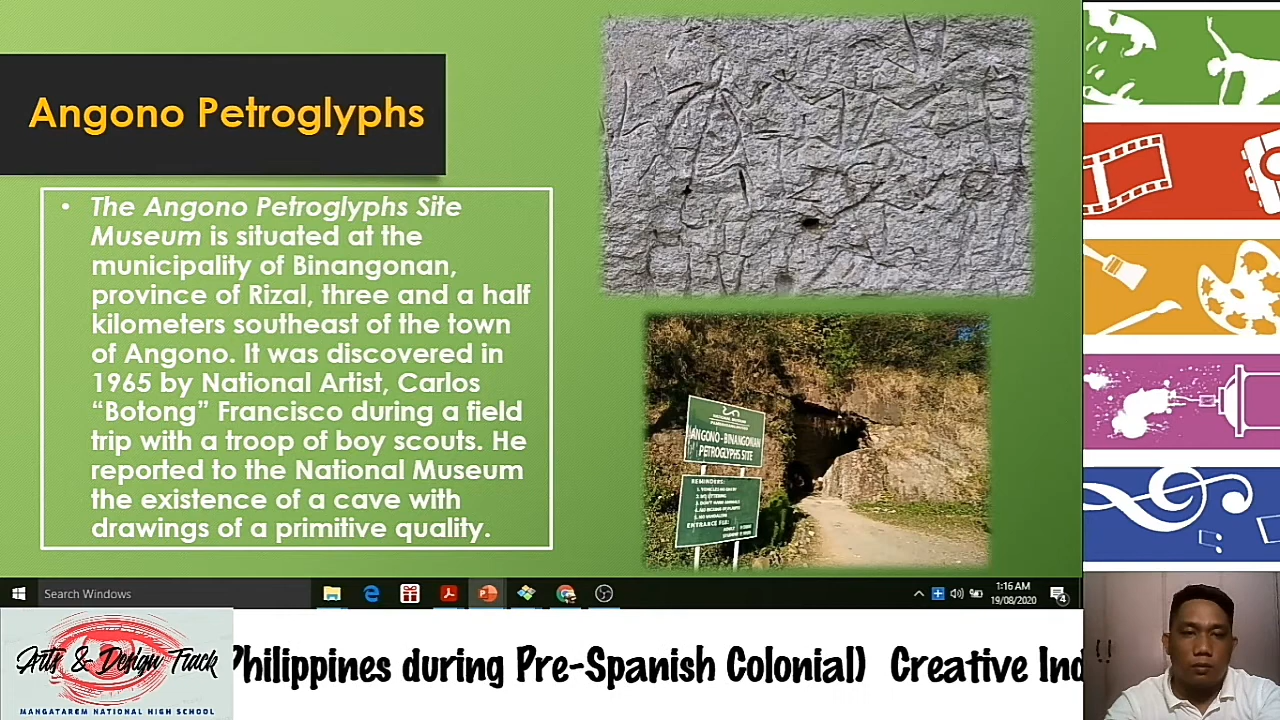 Angono Petroglyphs
• The Angono Petroglyphs Site
Museum is situated at the
municipality of Binangonan,
province of Rizal, three and a half
kilometers southeast of the town
of Angono. It was discovered in
1965 by National Artist, Carlos
“Botong” Francisco during a field
trip with a troop of boy scouts. He
reported to the National Museum
the existence of a cave with
drawings of a primitive quality.
ANGONO-BINANGONAN
PETROGLYPHS SITE
REMINDERS:
ENTRANCE FEE:
Search Windows
1:16 AM
19/08/2020
4
Arts & Design Track
MANGATAREM NATIONAL HIGH SCHOOL
Philippines during Pre-Spanish Colonial) Creative Ind